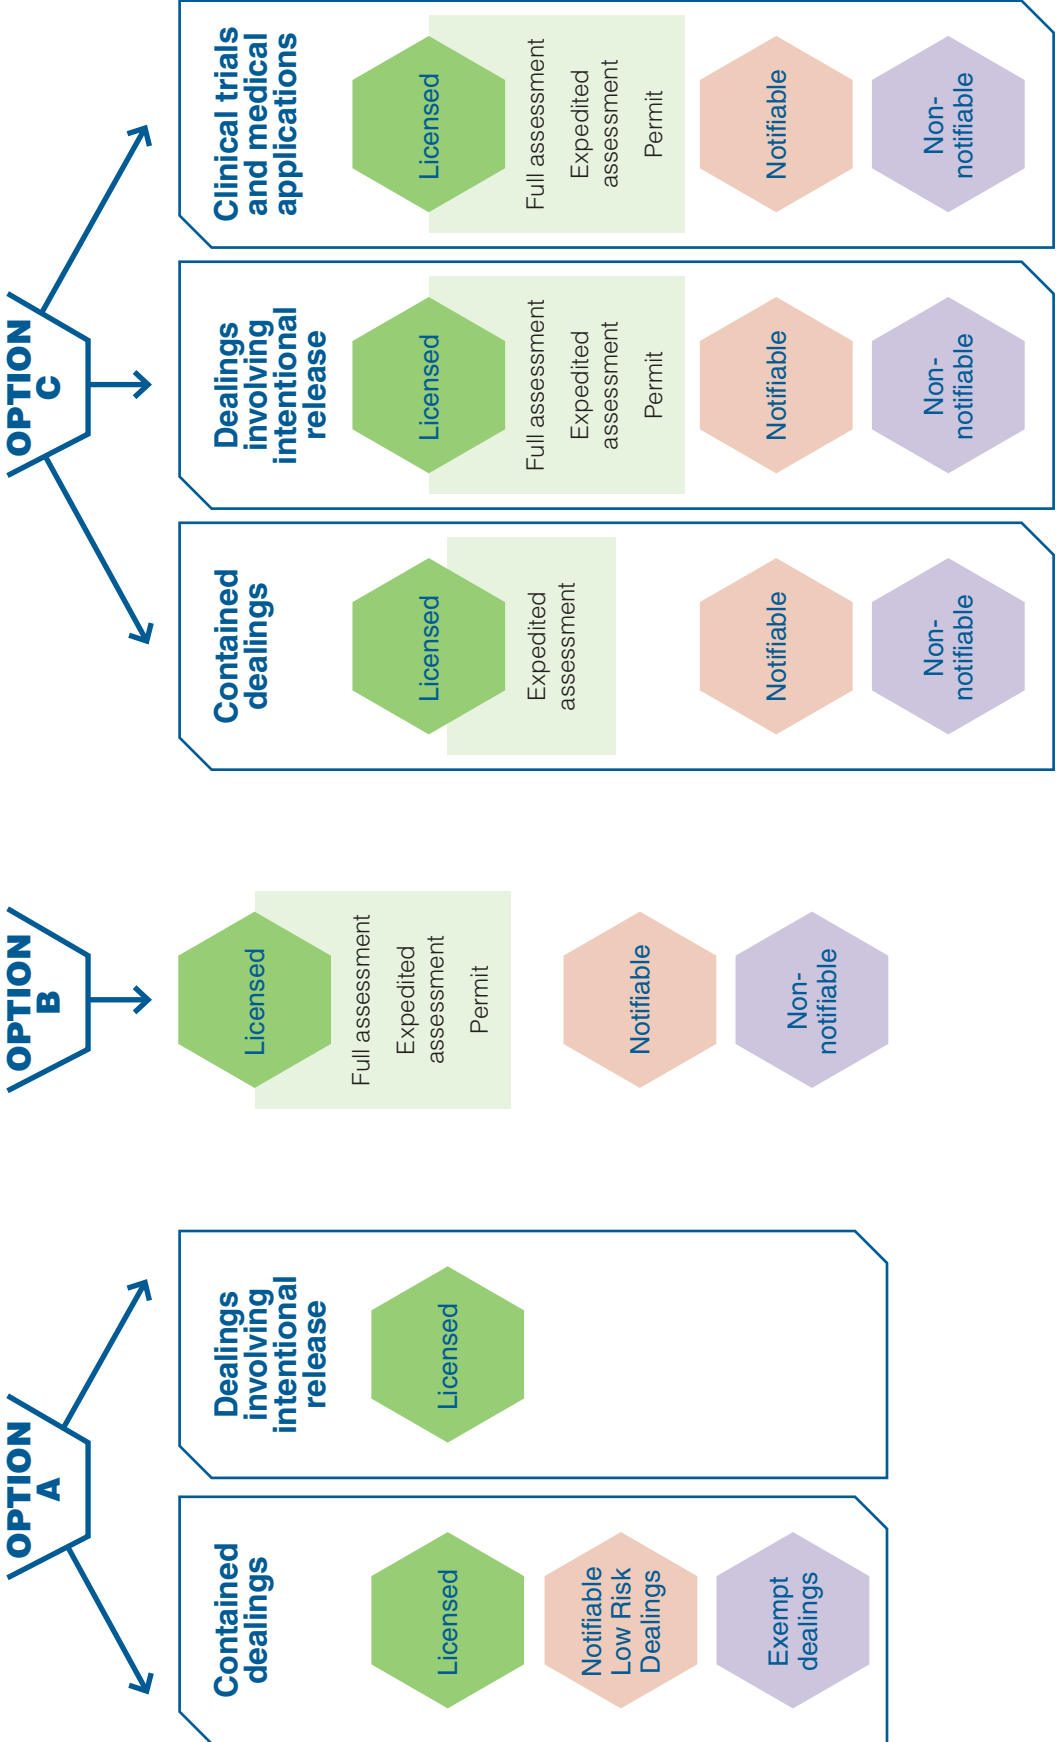 OPTION
A
Contained
dealings
Licensed
Notifiable
Low Risk
Dealings
Exempt
dealings
Dealings
involving
intentional
release
Licensed
OPTION
B
Licensed
Full assessment
Expedited
assessment
Permit
Notifiable
Non-
notifiable
OPTION
C
Contained
dealings
Licensed
Expedited
assessment
Notifiable
Non-
notifiable
Dealings
involving
intentional
release
Licensed
Full assessment
Expedited
assessment
Permit
Notifiable
Non-
notifiable
Clinical trials
and medical
applications
Licensed
Full assessment
Expedited
assessment
Permit
Notifiable
Non-
notifiable